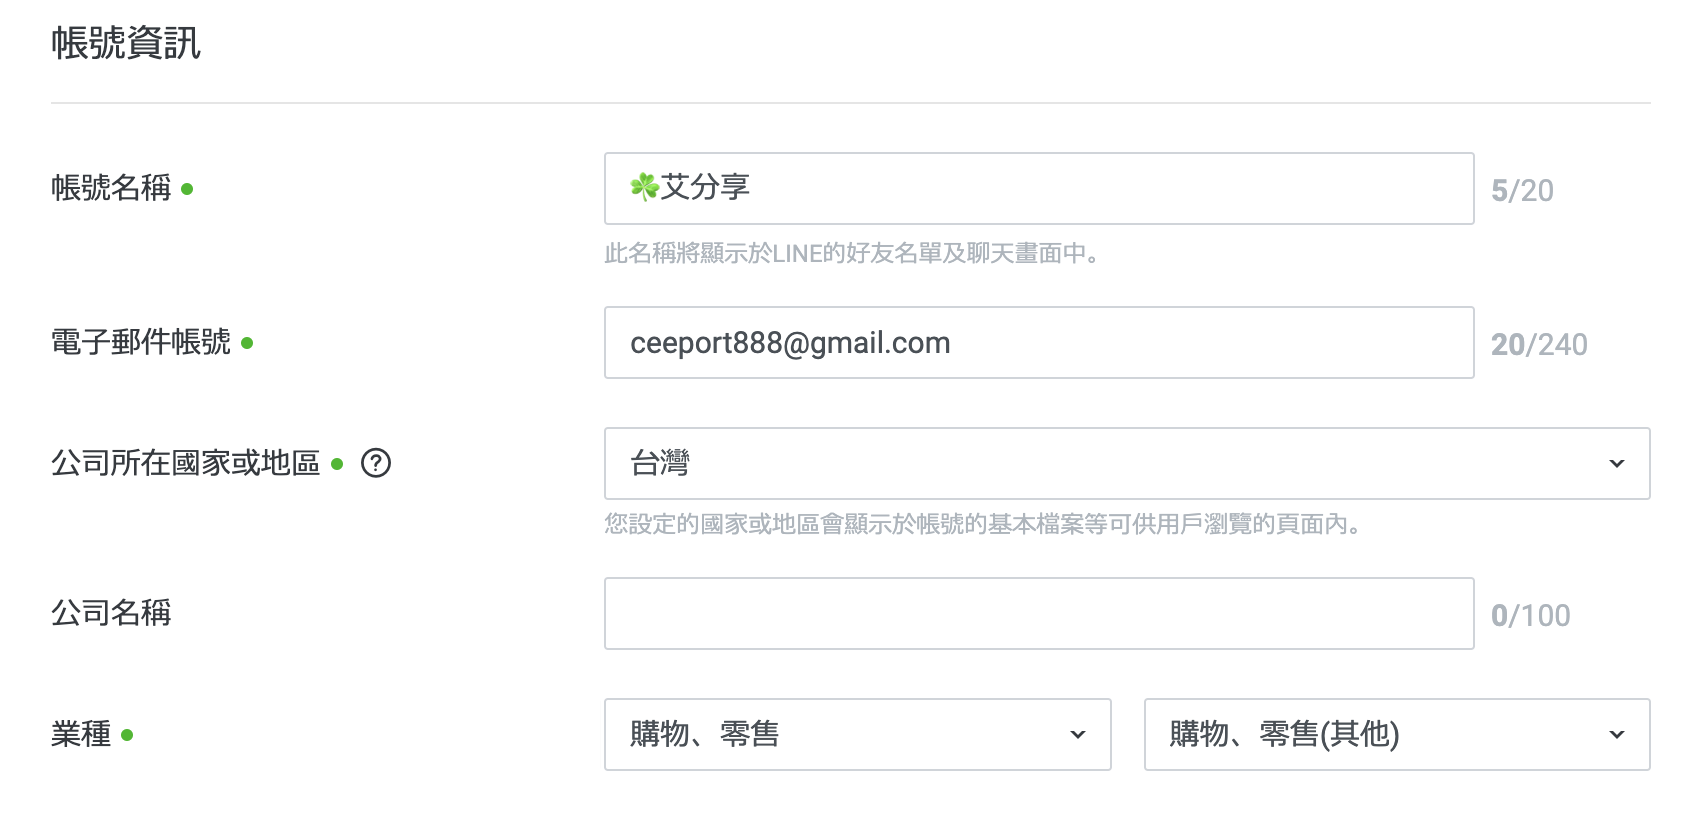 帳號資訊
帳號名稱
☘️艾分享
5/20
此名稱將顯示於LINE的好友名單及聊天畫面中。
電子郵件帳號
ceeport888@gmail.com
20/240
公司所在國家或地區 ?
台灣
您設定的國家或地區會顯示於帳號的基本檔案等可供用戶瀏覽的頁面內。
公司名稱
0/100
業種
購物、零售
購物、零售(其他)